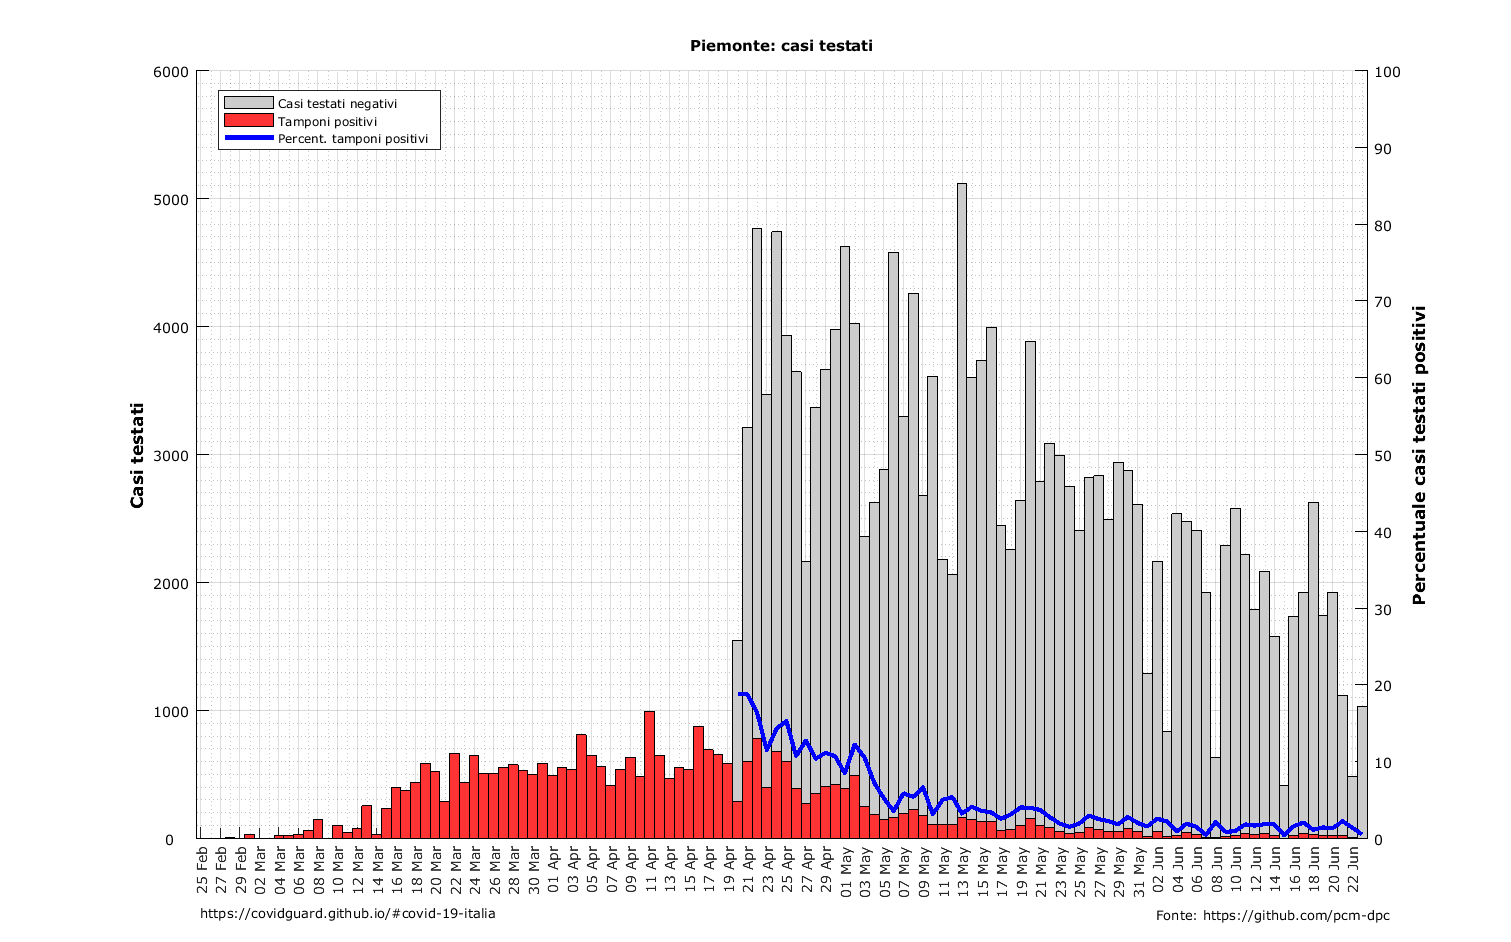 Piemonte: casi testati
6000
5000
4000
3000
2000
1000
0
Casi testati
Casi testati negativi
Tamponi positivi
Percent. tamponi positivi
100
90
80
70
60
50
40
30
20
10
0
Percentuale casi testati positivi
25 Feb
27 Feb
29 Feb
02 Mar
04 Mar
06 Mar
08 Mar
10 Mar
12 Mar
14 Mar
16 Mar
18 Mar
20 Mar
22 Mar
24 Mar
26 Mar
28 Mar
30 Mar
01 Apr
03 Apr
05 Apr
07 Apr
09 Apr
11 Apr
13 Apr
15 Apr
17 Apr
19 Apr
21 Apr
23 Apr
25 Apr
27 Apr
29 Apr
01 May
03 May
05 May
07 May
09 May
11 May
13 May
15 May
17 May
19 May
21 May
23 May
25 May
27 May
29 May
31 May
02 Jun
04 Jun
06 Jun
08 Jun
10 Jun
12 Jun
14 Jun
16 Jun
18 Jun
20 Jun
22 Jun
https://covidguard.github.io/#covid-19-italia
Fonte: https://github.com/pcm-dpc